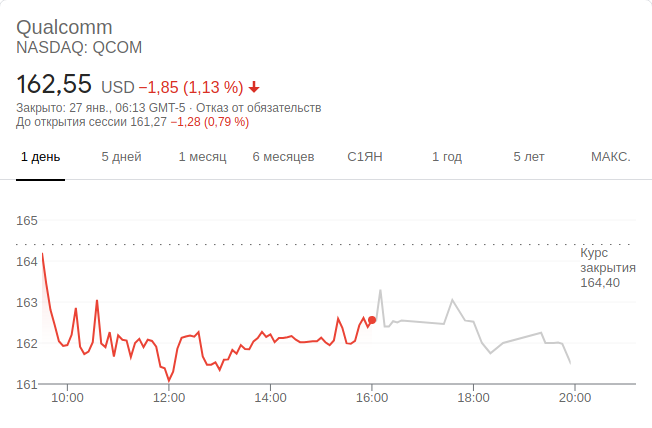 Qualcomm
NASDAQ: QCOM
162,55 USD −1,85 (1,13 %)
Закрыто: 27 янв., 06:13 GMT-5 · Отказ от обязательств
До открытия сессии 161,27 −1,28 (0,79 %)
1 день 5 дней 1 месяц 6 месяцев С1ЯН 1 год 5 лет МАКС.
165
164
163
162
161
Курс
закрытия
164,40
10:00 12:00 14:00 16:00 18:00 20:00